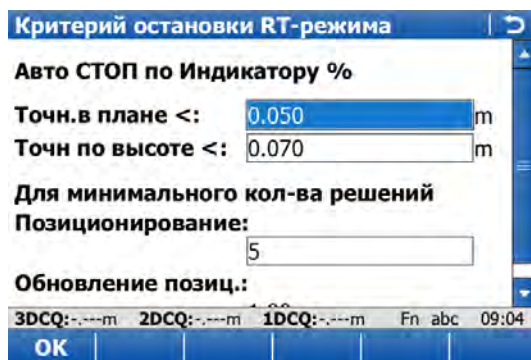 Критерий остановки RT-режима
Авто СТОП по Индикатору %
Точн.в плане <: 0.050 m
Точн по высоте <: 0.070 m
Для минимального кол-ва решений
Позиционирование:
5
Обновление позиц.:
3DCQ:-.---m 2DCQ:-.---m 1DCQ:-.---m Fn abc 09:04
OK